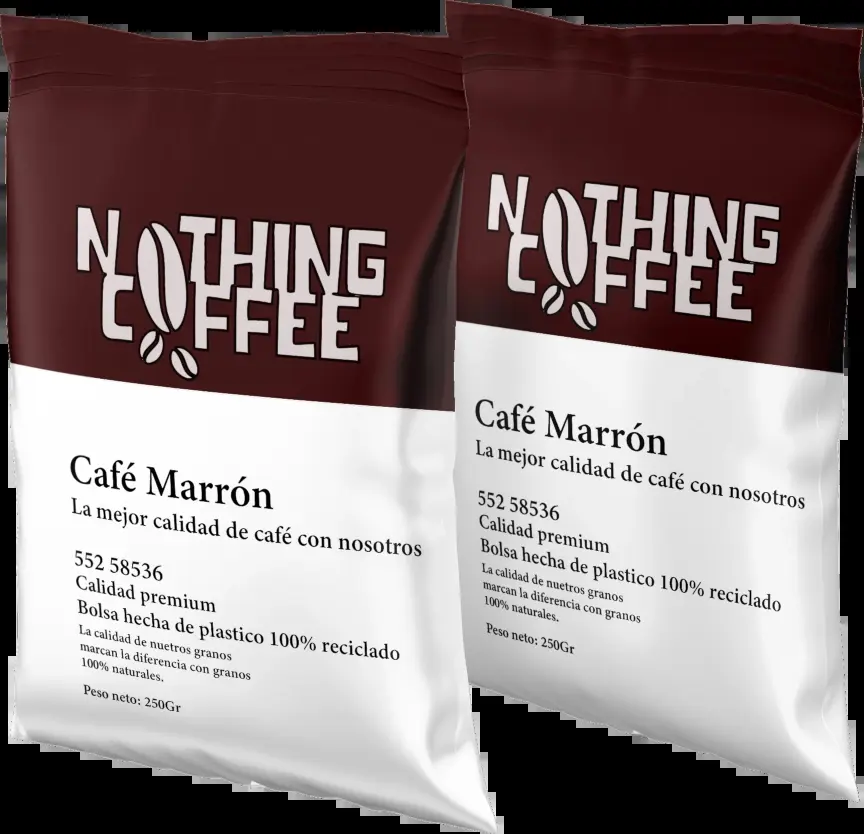 NOTHING
COFFEE
Café Marrón
La mejor calidad de café con nosotros
552 58536
Calidad premium
Bolsa hecha de plastico 100% reciclado
La calidad de nuetros granos
marcan la diferencia con granos
100% naturales.
Peso neto: 250Gr
NOTHING
COFFEE
Café Marrón
La mejor calidad de café con nosotros
552 58536
Calidad premium
Bolsa hecha de plastico 100% reciclado
La calidad de nuetros granos
marcan la diferencia con granos
100% naturales.
Peso neto: 250Gr